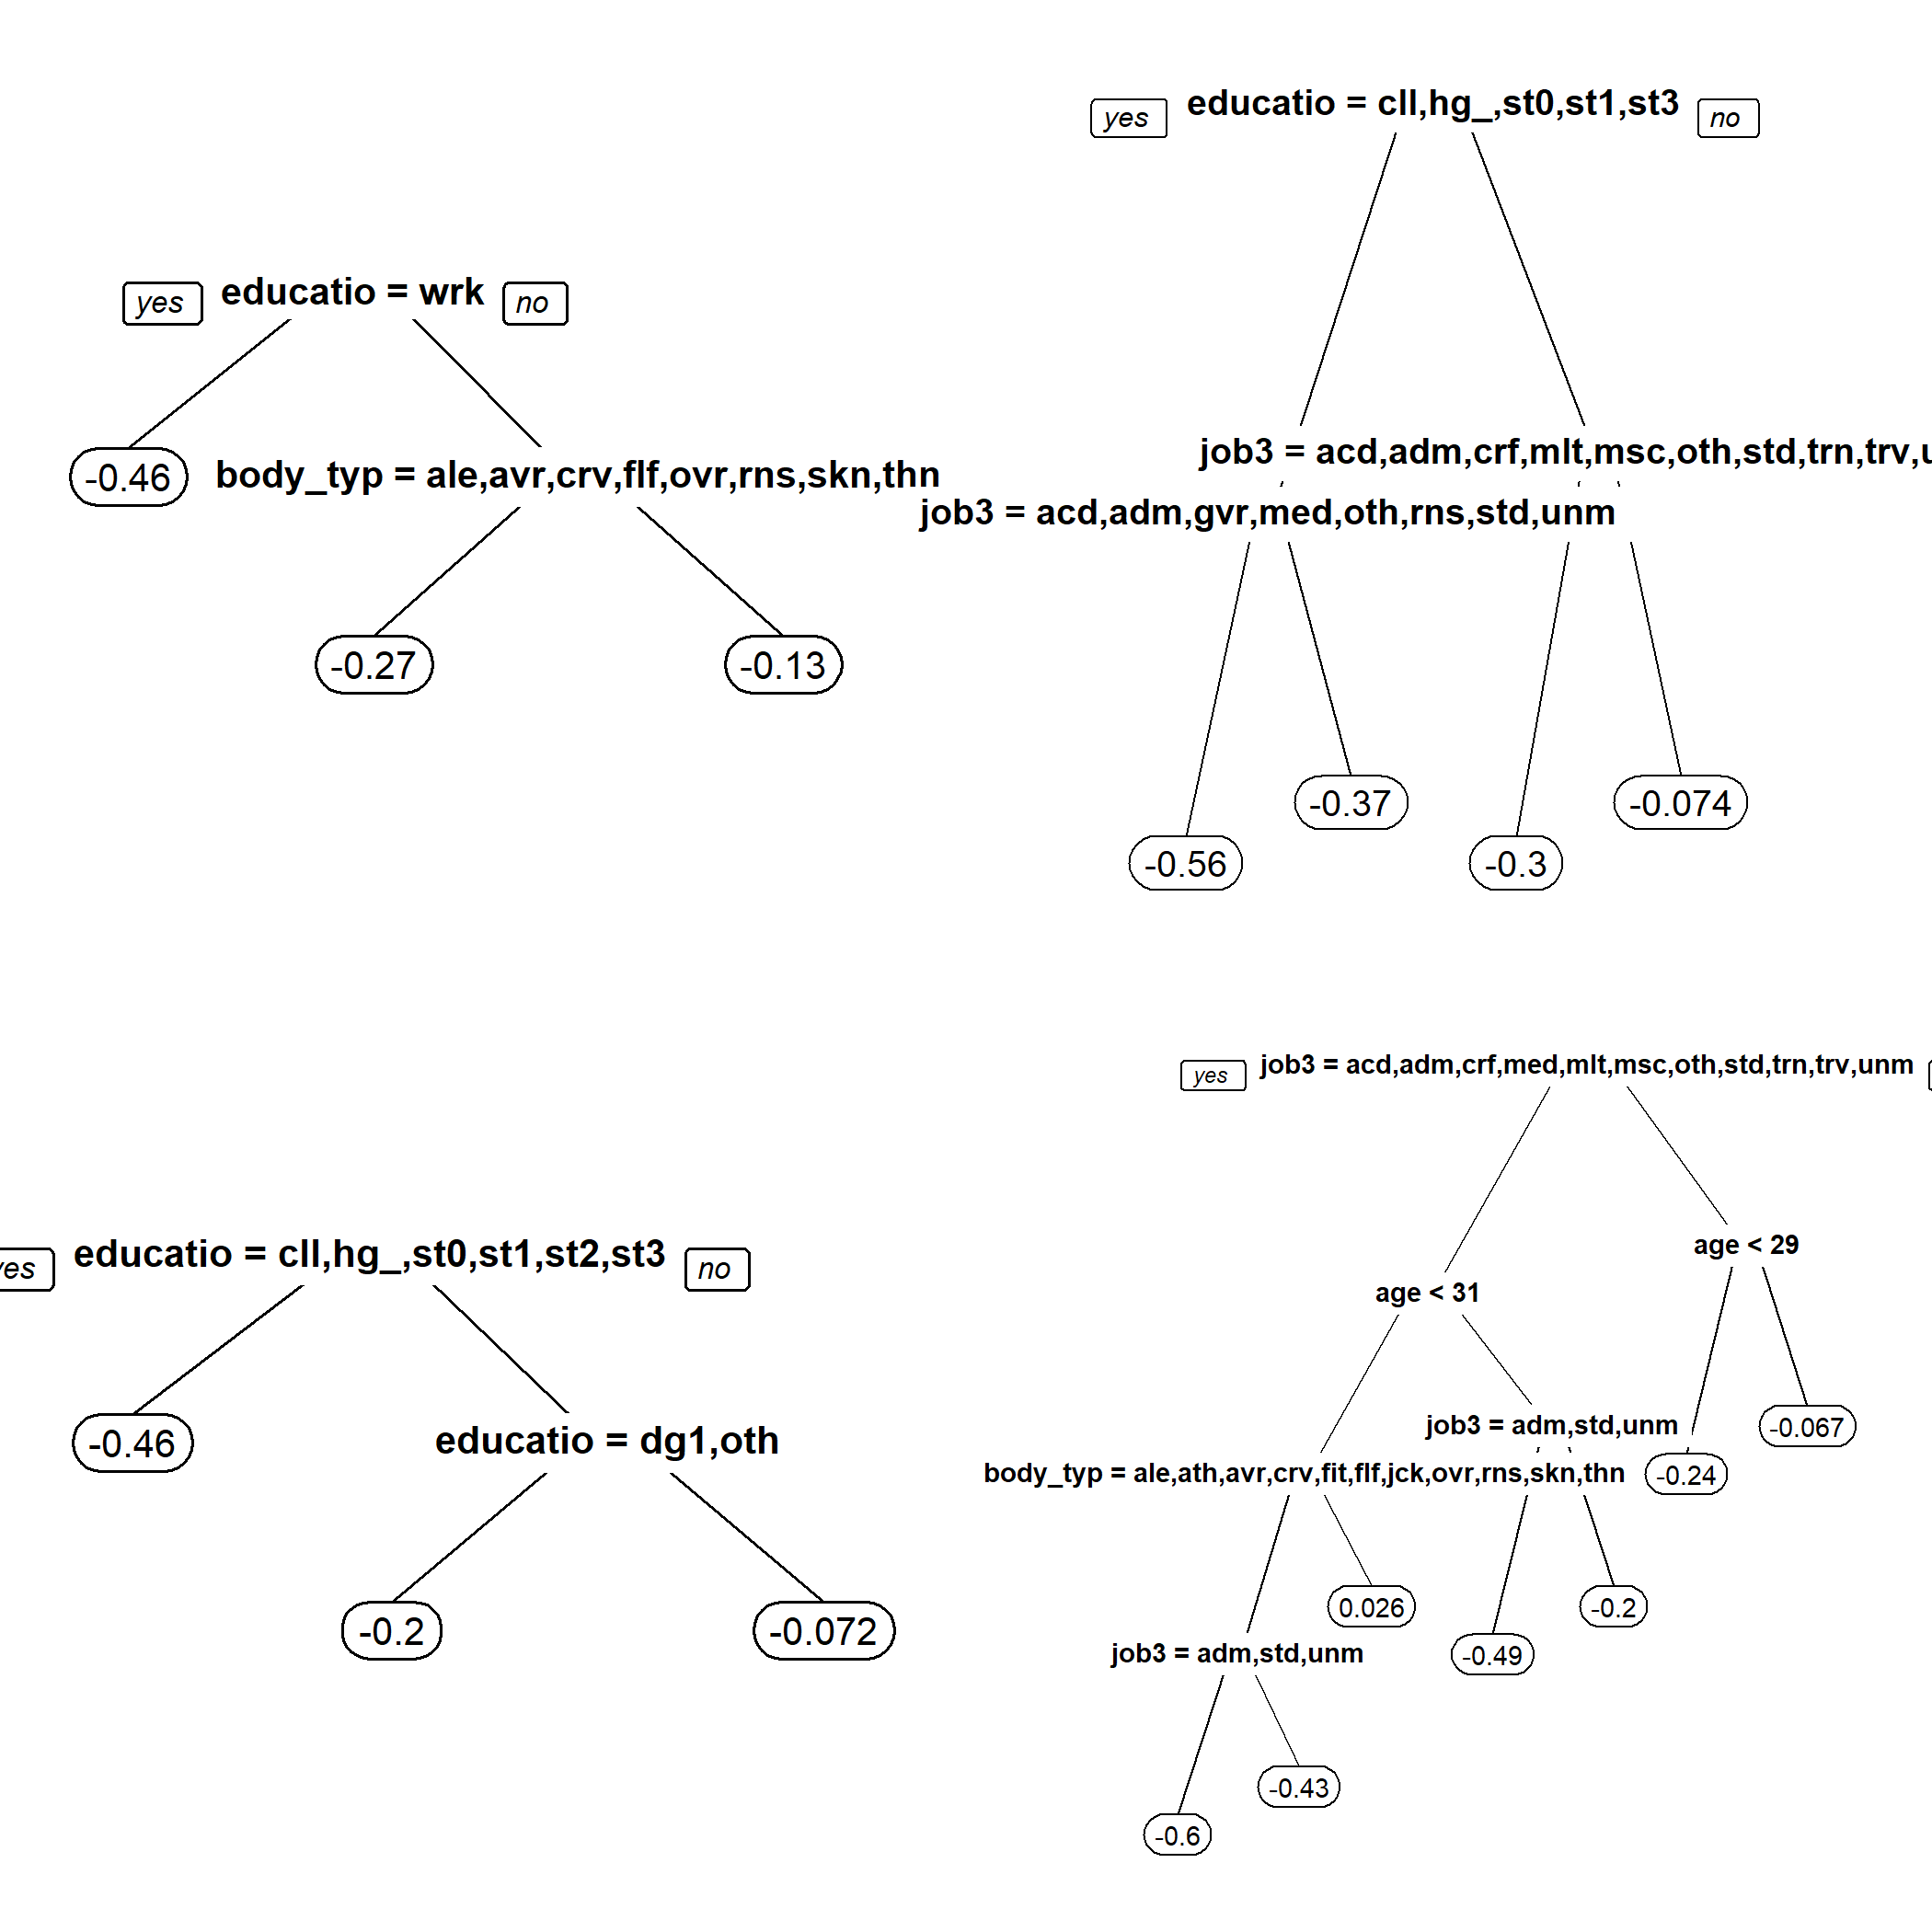 yes educatio = wrk no
-0.46 body_typ = ale,avr,crv,flf,ovr,rns,skn,thn
-0.27 -0.13
yes educatio = cll,hg_,st0,st1,st3 no
job3 = acd,adm,crf,mlt,msc,oth,std,trn,trv,u
job3 = acd,adm,gvr,med,oth,rns,std,unm
-0.37 -0.074
-0.56 -0.3
yes educatio = cll,hg_,st0,st1,st2,st3 no
-0.46 educatio = dg1,oth
-0.2 -0.072
yes job3 = acd,adm,crf,med,mlt,msc,oth,std,trn,trv,unm
age < 29
age < 31
job3 = adm,std,unm -0.067
body_typ = ale,ath,avr,crv,fit,flf,jck,ovr,rns,skn,thn -0.24
0.026 -0.2
job3 = adm,std,unm -0.49
-0.43
-0.6